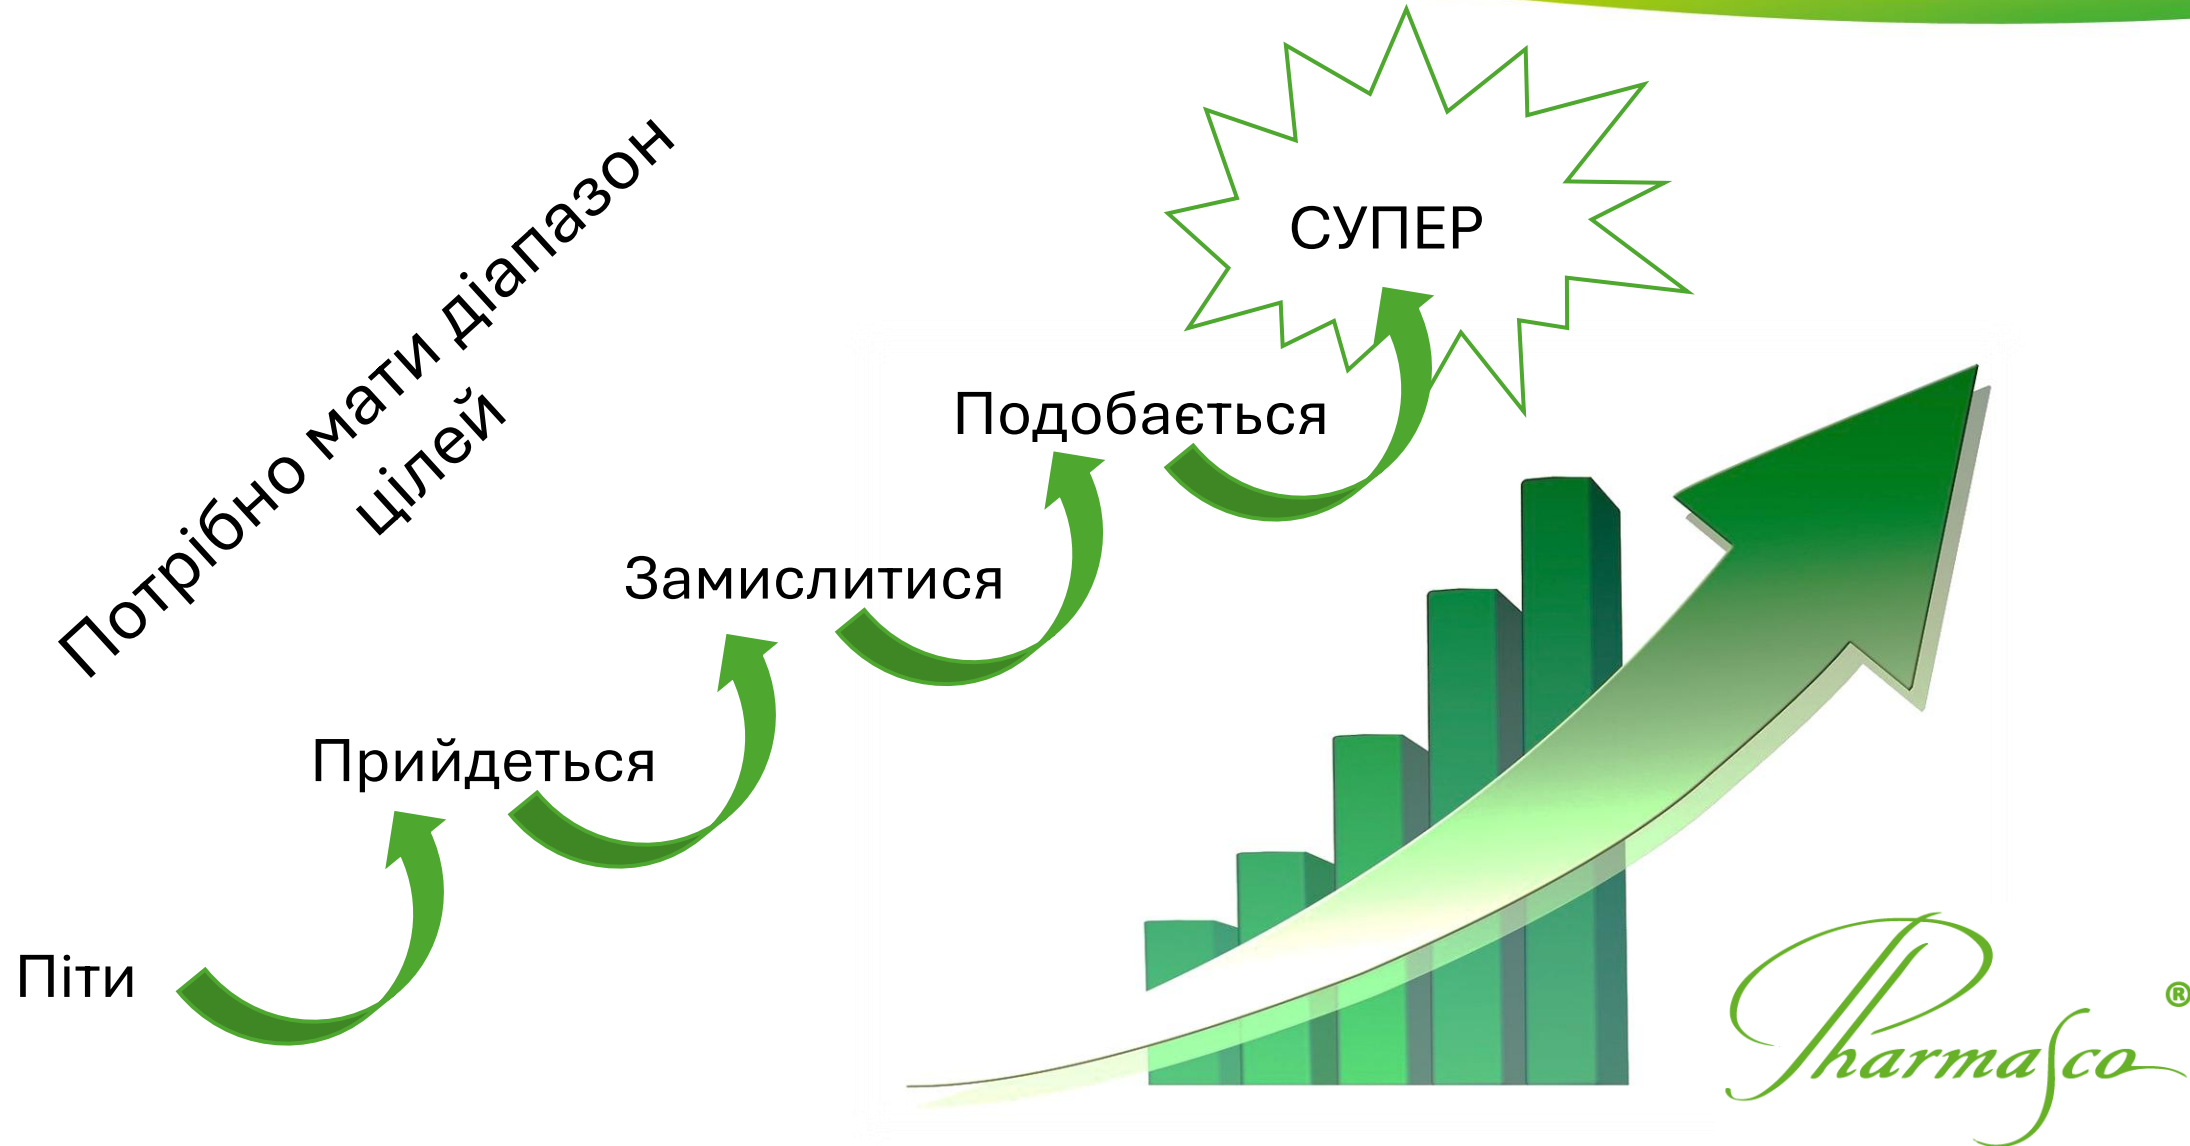 Потрібно мати діапазон
цілей
СУПЕР
Подобається
Замислитися
Прийдеться
Піти
Pharmasco ®